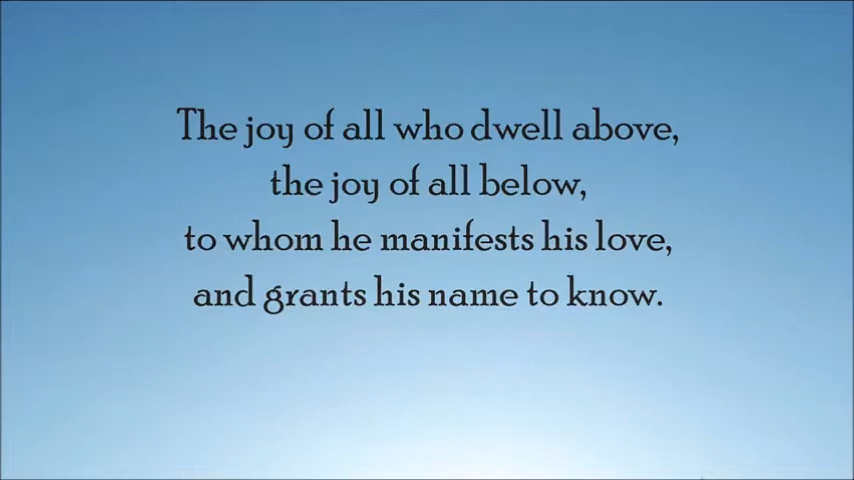 The joy of all who dwell above,
the joy of all below,
to whom he manifests his love,
and grants his name to know.